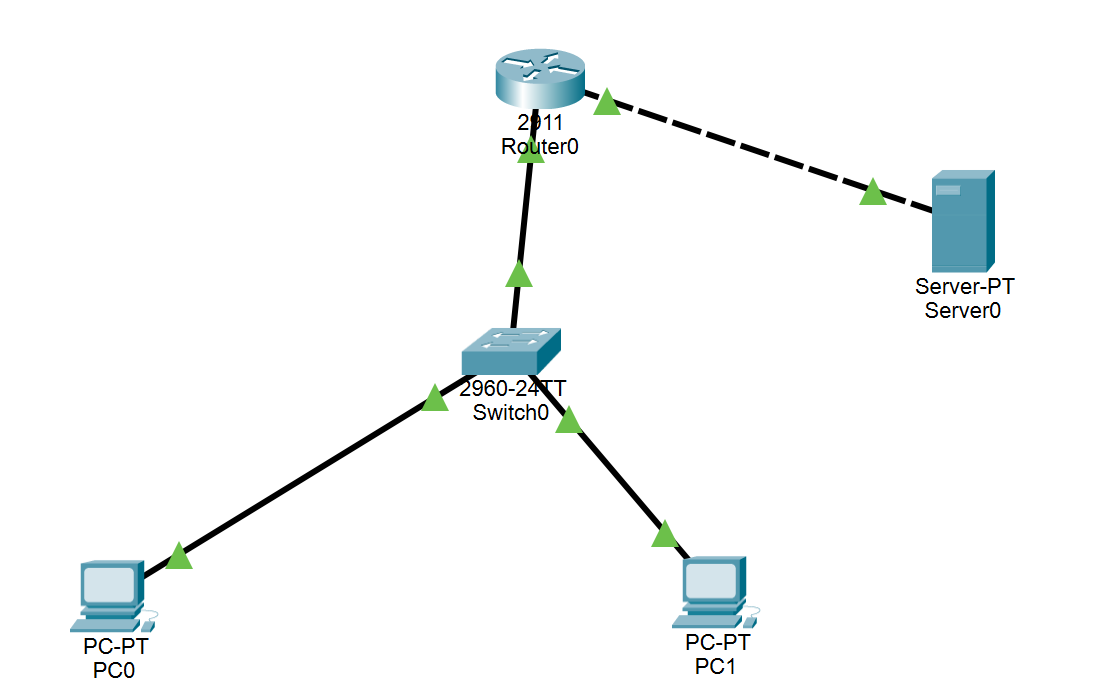 2911
Router0
Server-PT
Server0
2960-24TT
Switch0
PC-PT
PC0
PC-PT
PC1